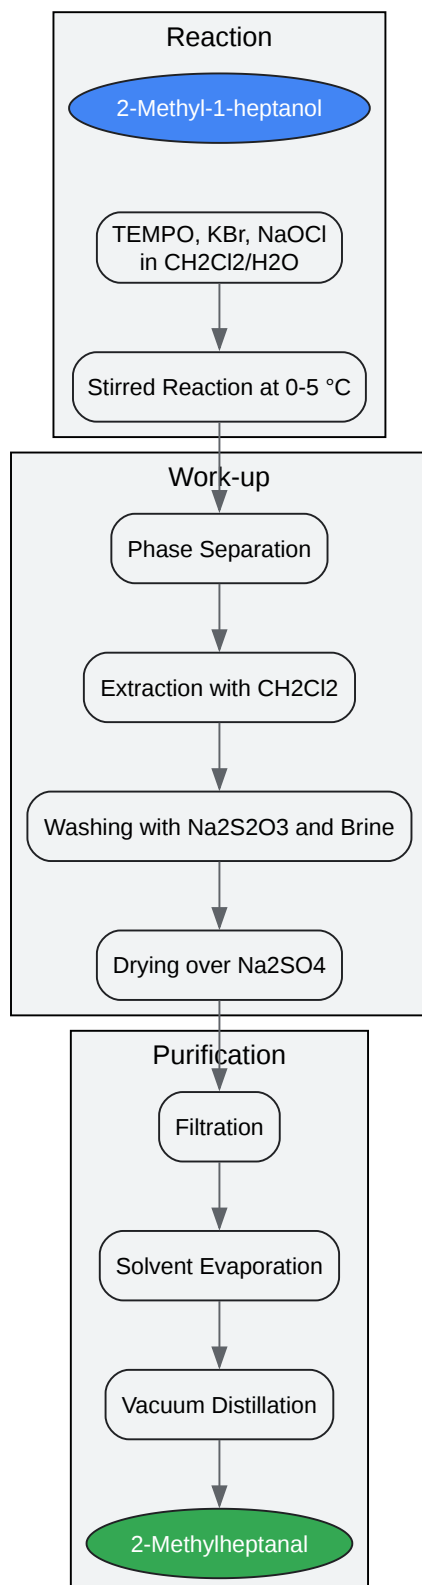 Reaction
2-Methyl-1-heptanol
TEMPO, KBr, NaOCl
in CH2Cl2/H2O
Stirred Reaction at 0-5 °C
Work-up
Phase Separation
Extraction with CH2Cl2
Washing with Na2S2O3 and Brine
Drying over Na2SO4
Purification
Filtration
Solvent Evaporation
Vacuum Distillation
2-Methylheptanal